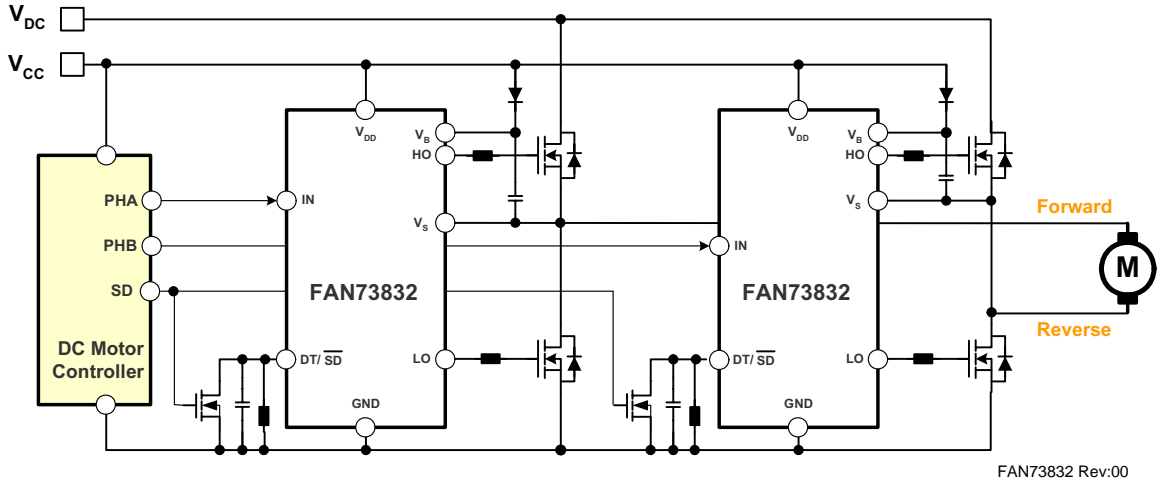 VDC
VCC
VDD
VB
HO
VDD
VB
HO
PHA
IN
VS
VS
Forward
PHB
IN
M
SD
FAN73832
FAN73832
Reverse
DC Motor
Controller
DT/ SD
LO
DT/ SD
LO
GND
GND
FAN73832 Rev:00